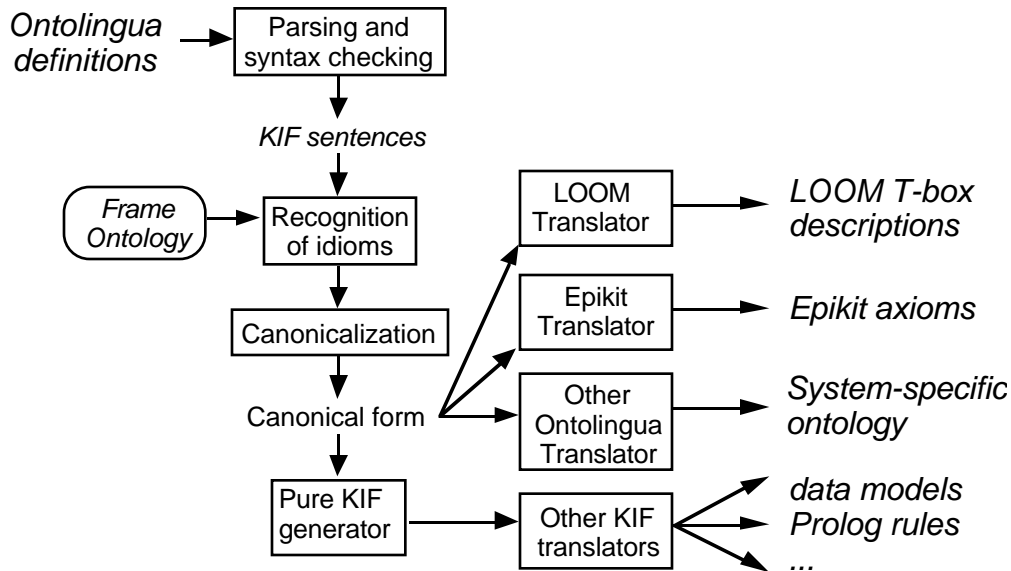 Ontolingua
definitions
Parsing and
syntax checking
KIF sentences
Frame
Ontology
Recognition
of idioms
Canonicalization
Canonical form
Pure KIF
generator
LOOM
Translator
LOOM T-box
descriptions
Epikit
Translator
Epikit axioms
Other
Ontolingua
Translator
System-specific
ontology
Other KIF
translators
data models
Prolog rules
...